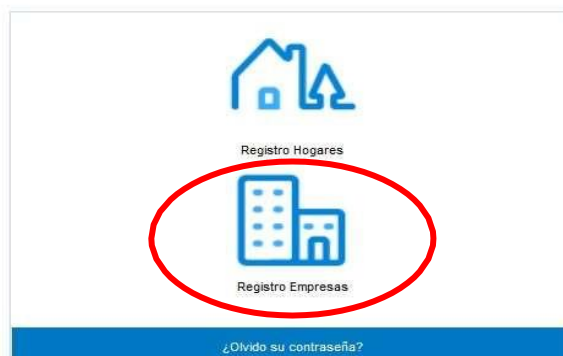 Registro Hogares
Registro Empresas
¿Olvido su contraseña?